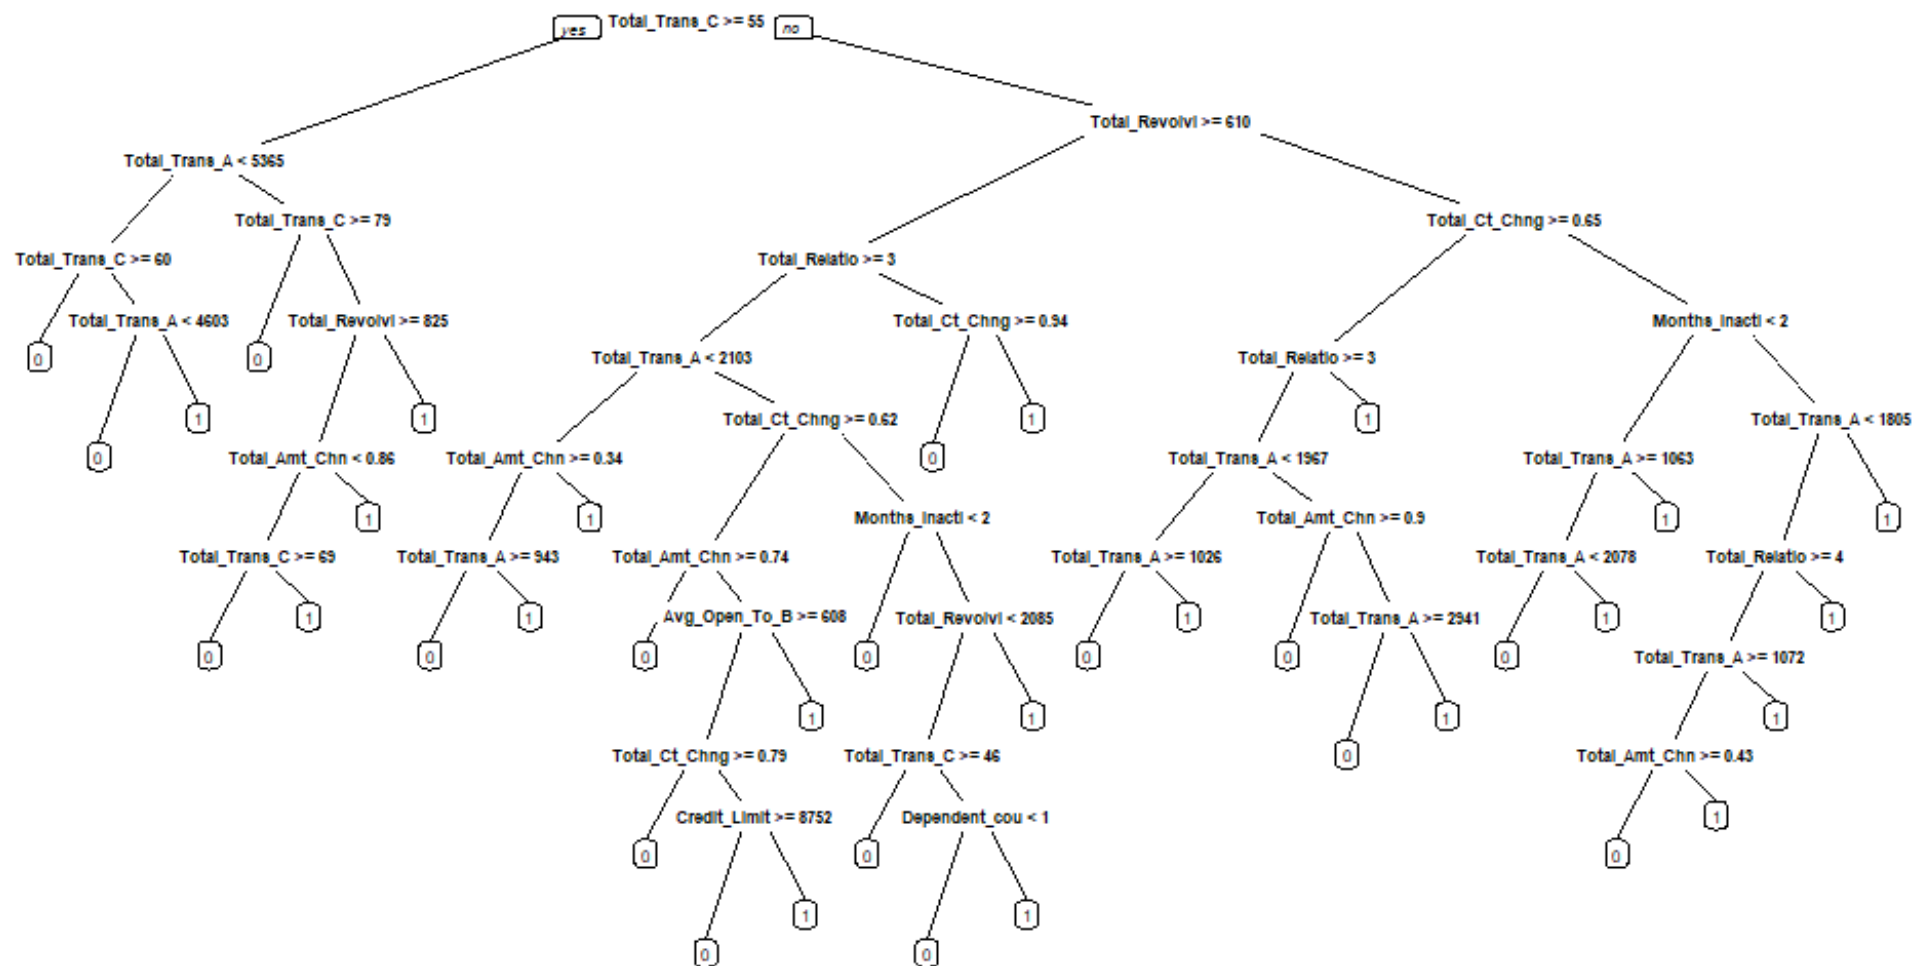 yes Total_Trans_C >= 55 no
Total_Revolvi >= 610
Total_Trans_A < 5365
Total_Trans_C >= 79 Total_Ct_Chng >= 0.65
Total_Trans_C >= 60 Total_Relatio >= 3
Total_Trans_A < 4603 Total_Revolvi >= 825 Total_Ct_Chng >= 0.94 Months_Inacti < 2
0 0 Total_Trans_A < 2103 Total_Relatio >= 3
1 1 Total_Ct_Chng >= 0.62 1 1 Total_Trans_A < 1805
0 Total_Amt_Chn < 0.86 Total_Amt_Chn >= 0.34 0 Total_Trans_A < 1967 Total_Trans_A >= 1063
1 1 Months_Inacti < 2 Total_Amt_Chn >= 0.9 1 1
Total_Trans_C >= 69 Total_Trans_A >= 943 Total_Amt_Chn >= 0.74 Total_Trans_A >= 1026 Total_Trans_A < 2078 Total_Relatio >= 4
1 1 Avg_Open_To_B >= 608 Total_Revolvi < 2085 1 Total_Trans_A >= 2941 1 1
0 0 0 0 0 0 0 Total_Trans_A >= 1072
1 1 1 1
Total_Ct_Chng >= 0.79 Total_Trans_C >= 46 0 Total_Amt_Chn >= 0.43
Credit_Limit >= 8752 Dependent_cou < 1 1
0 0 0
1 1
0 0